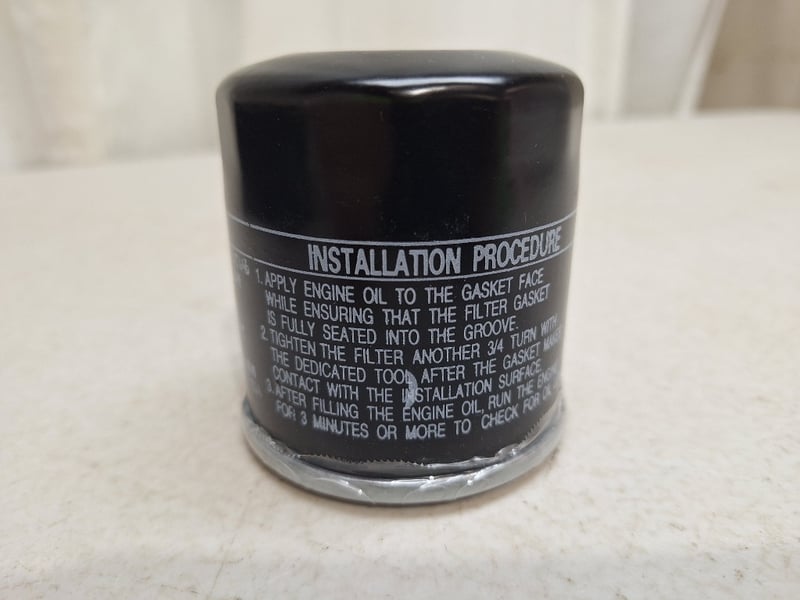 INSTALLATION PROCEDURE
1. APPLY ENGINE OIL TO THE GASKET FACE
WHILE ENSURING THAT THE FILTER GASKET
IS FULLY SEATED INTO THE GROOVE.
2. TIGHTEN THE FILTER ANOTHER 3/4 TURN WITH
THE DEDICATED TOOL AFTER THE GASKET
CONTACT WITH THE INSTALLATION SURFACE.
3. AFTER FILLING THE ENGINE OIL, RUN THE ENGINE
FOR 3 MINUTES OR MORE TO CHECK FOR OIL